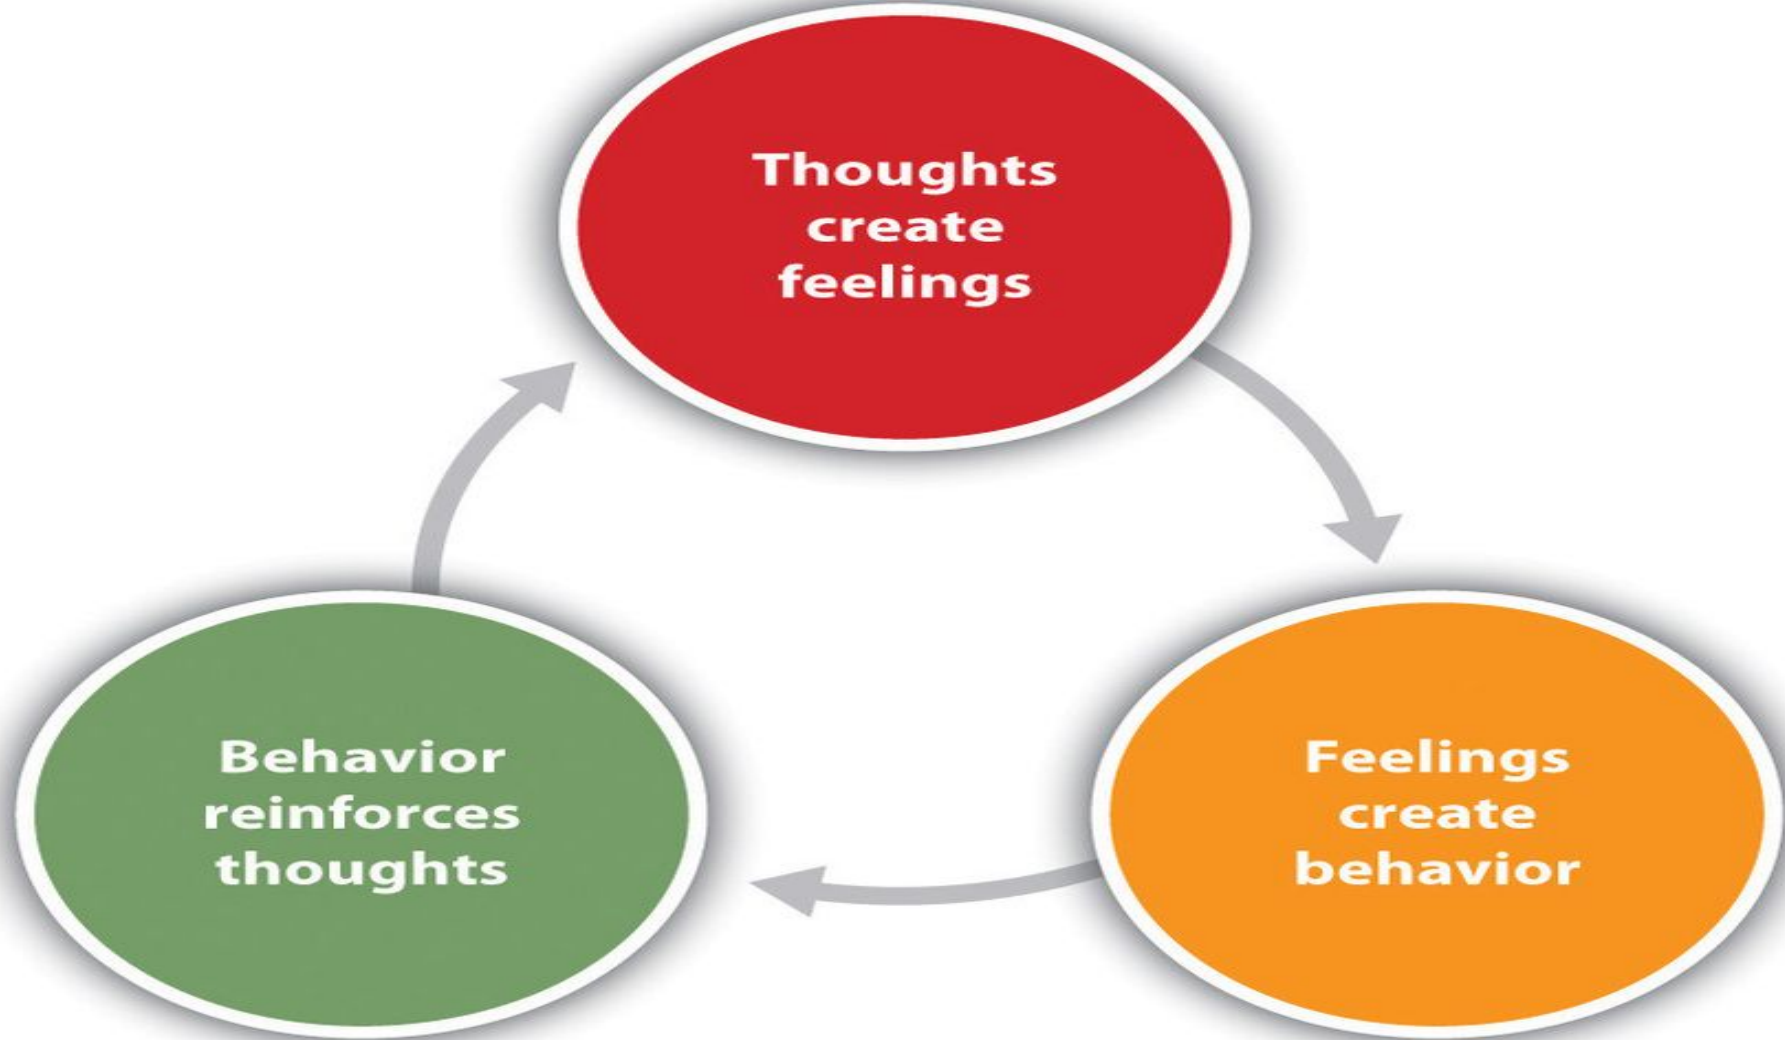 Thoughts
create
feelings
Feelings
create
behavior
Behavior
reinforces
thoughts